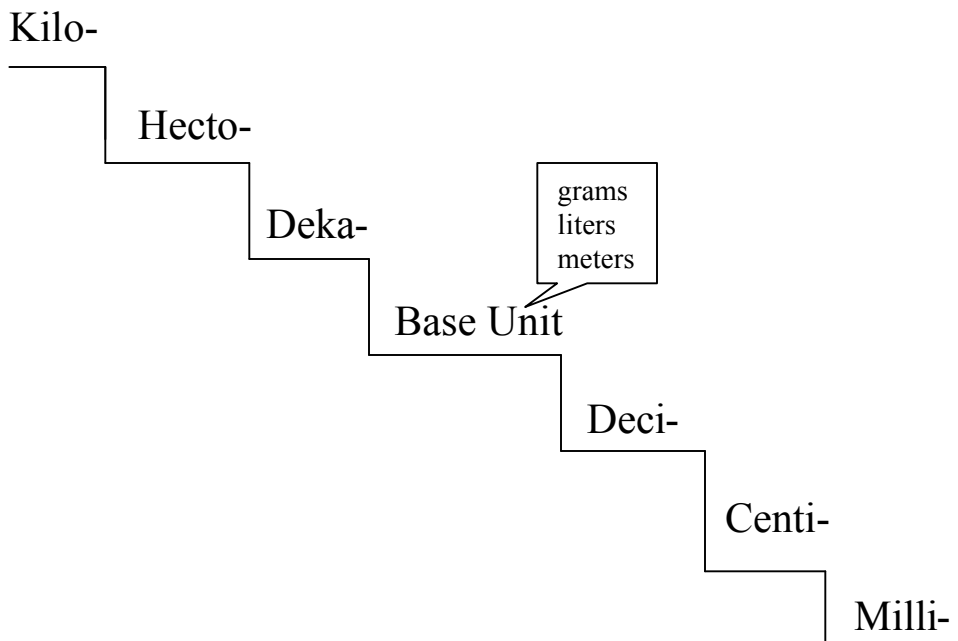 Kilo-
Hecto-
Deka-
grams
liters
meters
Base Unit
Deci-
Centi-
Milli-